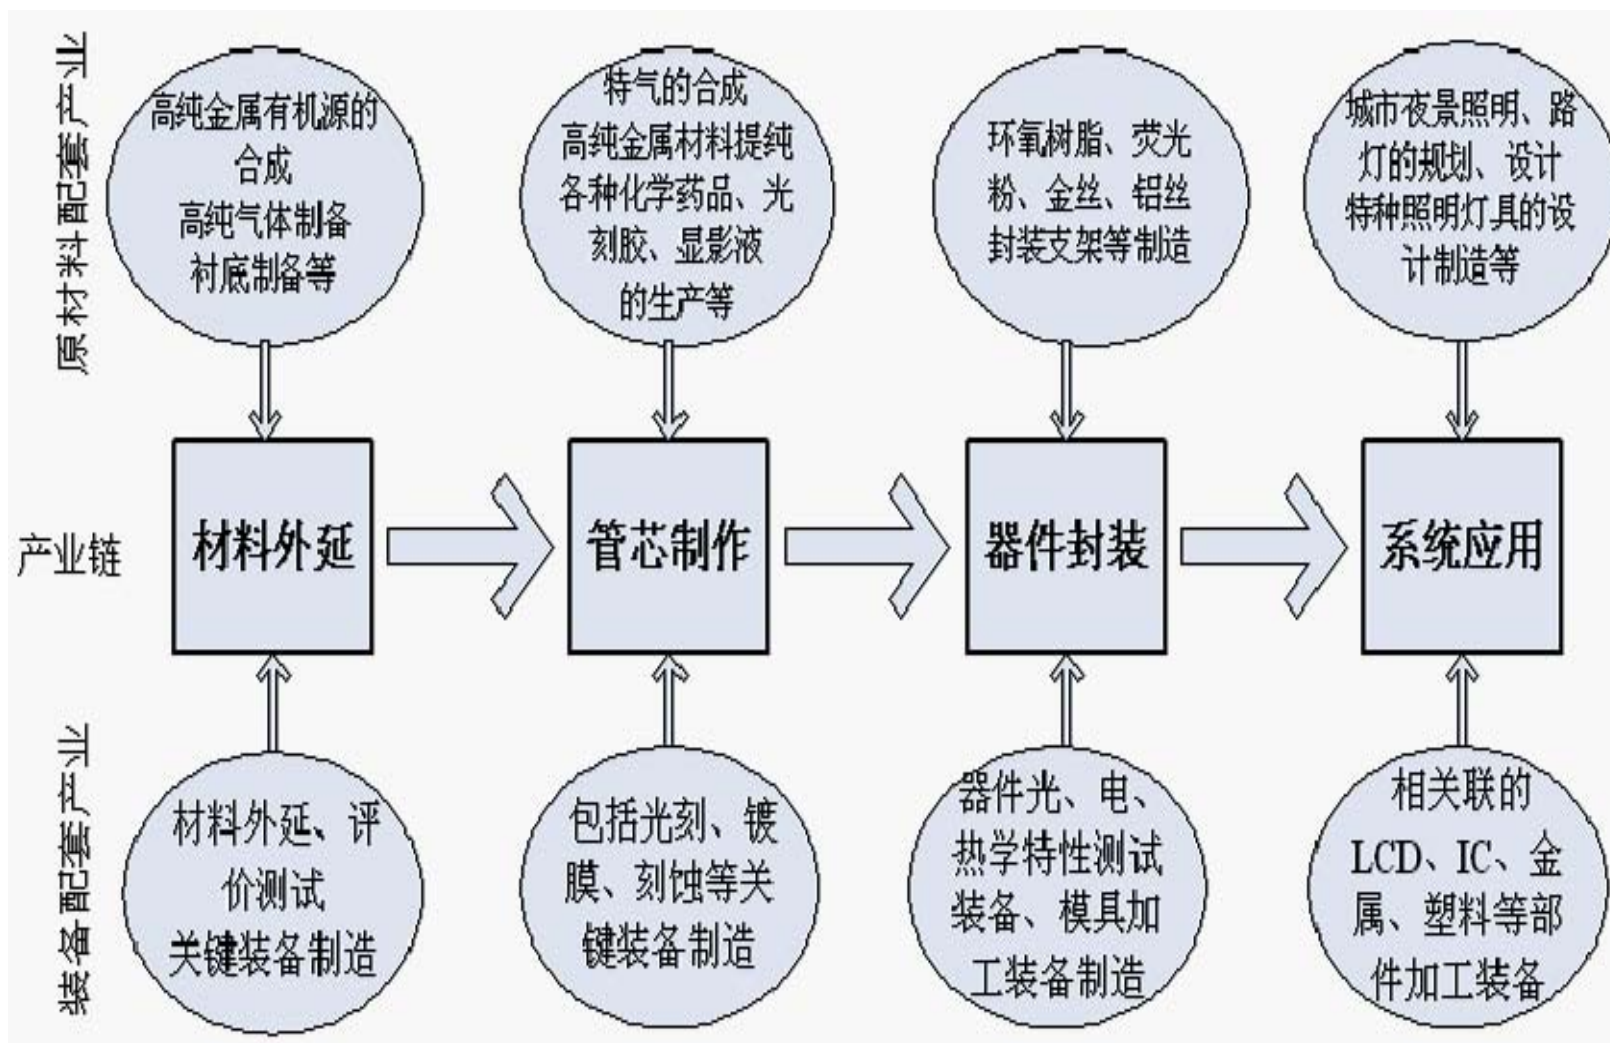 原材料配套产业
高纯金属有机源的
合成
高纯气体制备
衬底制备等
特气的合成
高纯金属材料提纯
各种化学药品、光
刻胶、显影液
的生产等
环氧树脂、荧光
粉、金丝、铝丝
封装支架等制造
城市夜景照明、路
灯的规划、设计
特种照明灯具的设
计制造等
产业链
材料外延
管芯制作
器件封装
系统应用
装备配套产业
材料外延、评
价测试
关键装备制造
包括光刻、镀
膜、刻蚀等关
键装备制造
器件光、电、
热学特性测试
装备、模具加
工装备制造
相关联的
LCD、IC、金
属、塑料等部
件加工装备